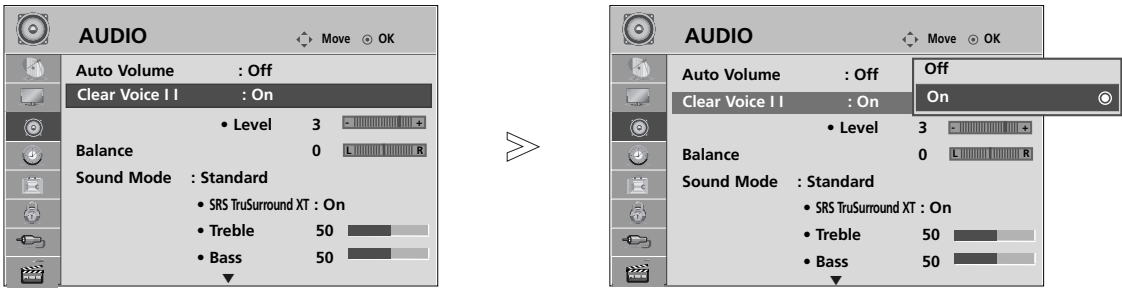 AUDIO
Move OK
Auto Volume : Off
Clear Voice I I : On
• Level 3 - +
Balance 0 L R
Sound Mode : Standard
• SRS TruSurround XT : On
• Treble 50
• Bass 50
AUDIO
Move OK
Auto Volume : Off
Clear Voice I I : On
• Level 3 - +
Balance 0 L R
Sound Mode : Standard
• SRS TruSurround XT : On
• Treble 50
• Bass 50
Off
On